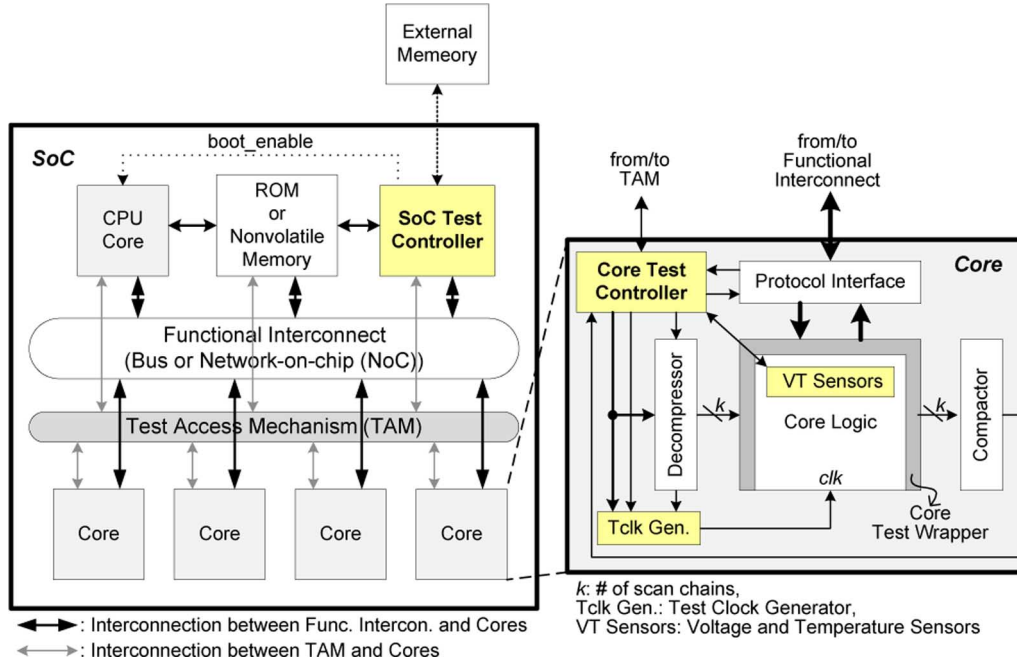 External
Memeory
boot_enable
SoC
CPU
Core
ROM
or
Nonvolatile
Memory
SoC Test
Controller
Functional Interconnect
(Bus or Network-on-chip (NoC))
Test Access Mechanism (TAM)
Core
Core
Core
Core
: Interconnection between Func. Intercon. and Cores
: Interconnection between TAM and Cores
from/to
TAM
from/to
Functional
Interconnect
Core
Core Test
Controller
Protocol Interface
Decompressor
k
VT Sensors
Core Logic
clk
k
Compactor
Tclk Gen.
Core
Test Wrapper
k: # of scan chains,
Tclk Gen.: Test Clock Generator,
VT Sensors: Voltage and Temperature Sensors